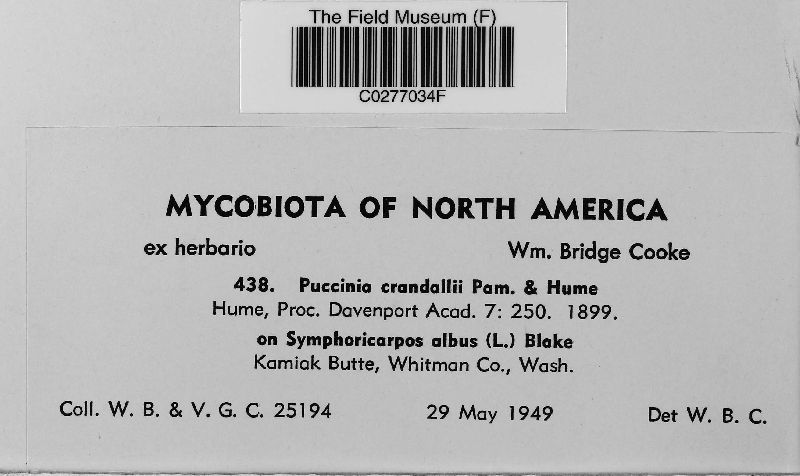 The Field Museum (F)
C0277034F
MYCOBIOTA OF NORTH AMERICA
ex herbario Wm. Bridge Cooke
438. Puccinia crandallii Pam. & Hume
Hume, Proc. Davenport Acad. 7: 250. 1899.
on Symphoricarpos albus (L.) Blake
Kamiak Butte, Whitman Co., Wash.
Coll. W. B. & V. G. C. 25194 29 May 1949 Det W. B. C.